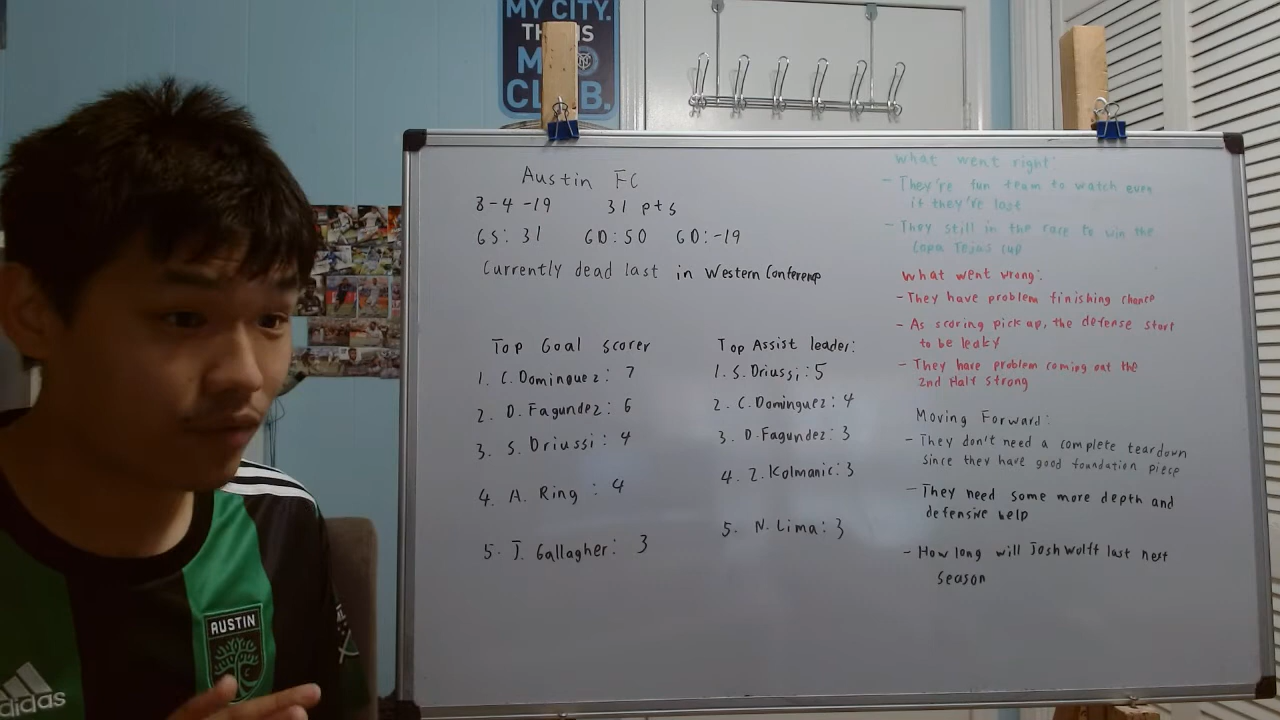 MY CITY.
TH IS
M
CL B.
Austin FC
8-4-19 31 pts
GS: 31 GD: 50 GD: -19
Currently dead last in Western Conference
Top Goal scorer
1. C. Dominquez: 7
2. D. Fagundez: 6
3. S. Driussi: 4
4. A. Ring: 4
5. J. Gallagher: 3
Top Assist leader:
1. S. Driussi: 5
2. C. Dominguez: 4
3. D. Fagundez: 3
4. Z. Kolmanic: 3
5. N. Lima: 3
What went right:
- They're fun team to watch even
if they're lost
- They still in the race to win the
Copa Tejas cup
What went wrong:
- They have problem finishing chance
- As scoring pick up, the defense start
to be leaky
- They have problem coming out the
2nd Half strong
Moving Forward:
- They don't need a complete teardown
since they have good foundation piece
- They need some more depth and
defensive help
- How long will Josh Wolff last next
season
AUSTIN
adidas